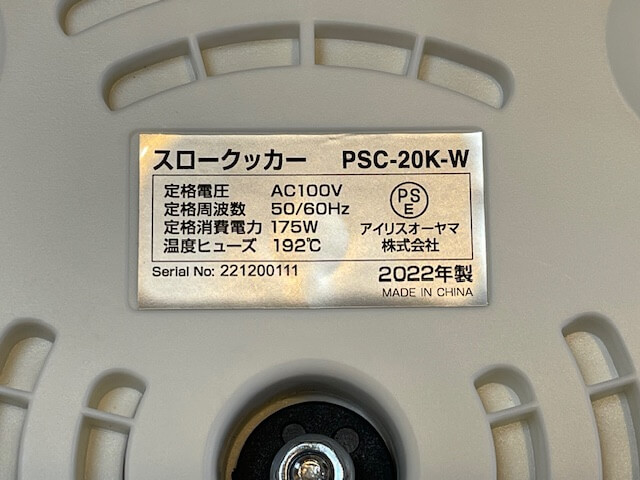 スロークッカー PSC-20K-W
定格電圧 AC100V
定格周波数 50/60Hz
定格消費電力 175W
温度ヒューズ 192℃
PS
E
アイリスオーヤマ
株式会社
Serial No: 221200111
2022年製
MADE IN CHINA